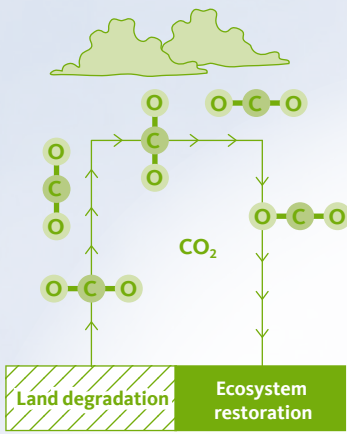 O
O C O
C
O
O
C
O
O C O
CO₂
O C O
Land degradation
Ecosystem
restoration